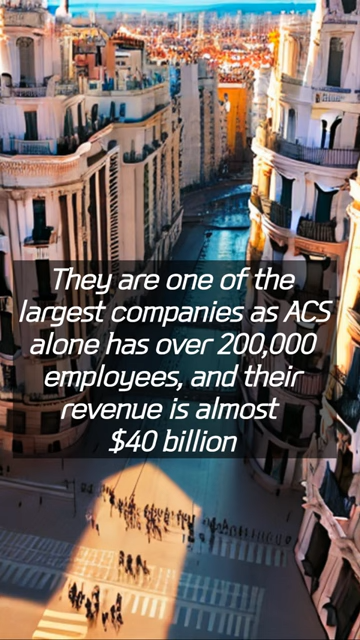 They are one of the
largest companies as ACS
alone has over 200,000
employees, and their
revenue is almost
$40 billion